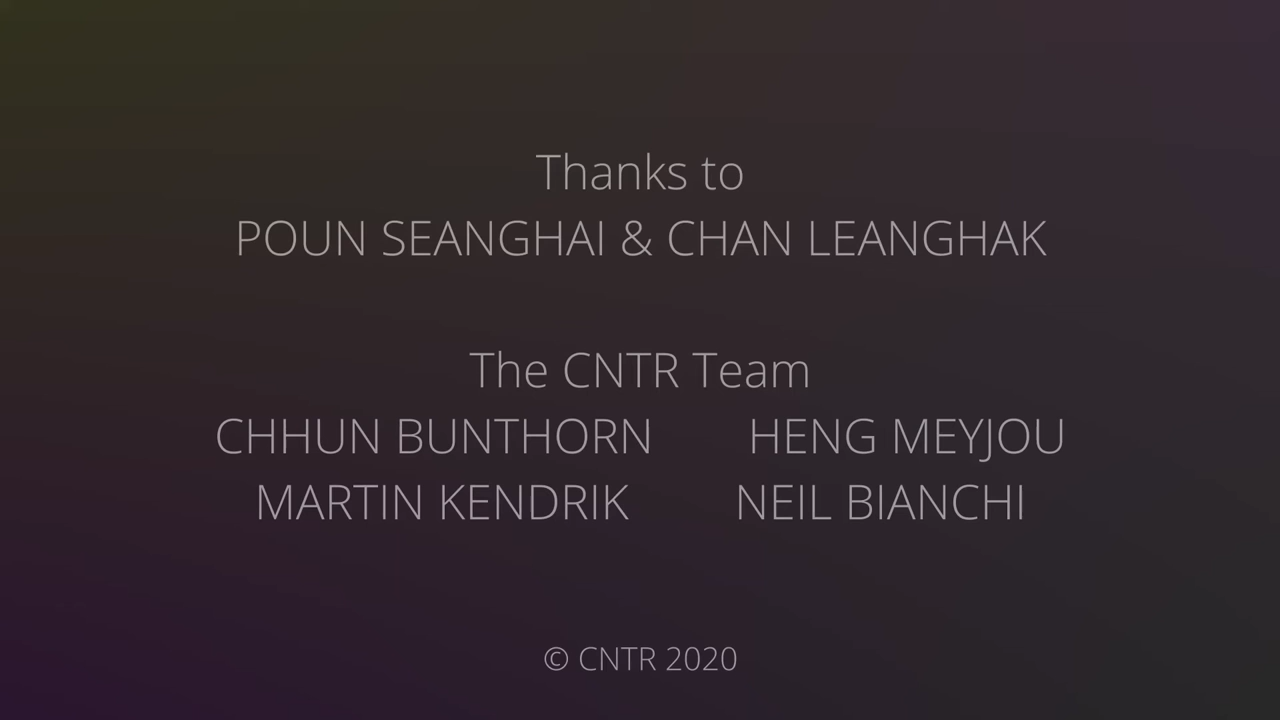 Thanks to
POUN SEANGHAI & CHAN LEANGHAK
The CNTR Team
CHHUN BUNTHORN HENG MEYJOU
MARTIN KENDRIK NEIL BIANCHI
© CNTR 2020